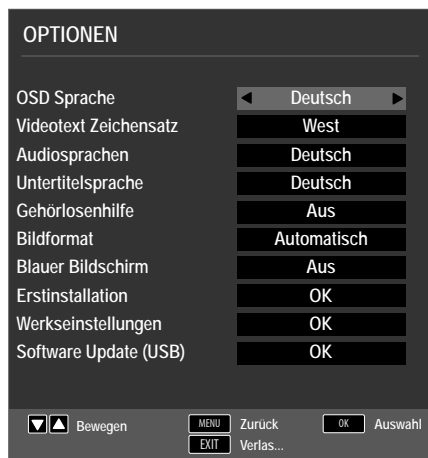 OPTIONEN
OSD Sprache Deutsch
Videotext Zeichensatz West
Audiosprachen Deutsch
Untertitelsprache Deutsch
Gehörlosenhilfe Aus
Bildformat Automatisch
Blauer Bildschirm Aus
Erstinstallation OK
Werkseinstellungen OK
Software Update (USB) OK
Bewegen MENU Zurück OK Auswahl
EXIT Verlas...